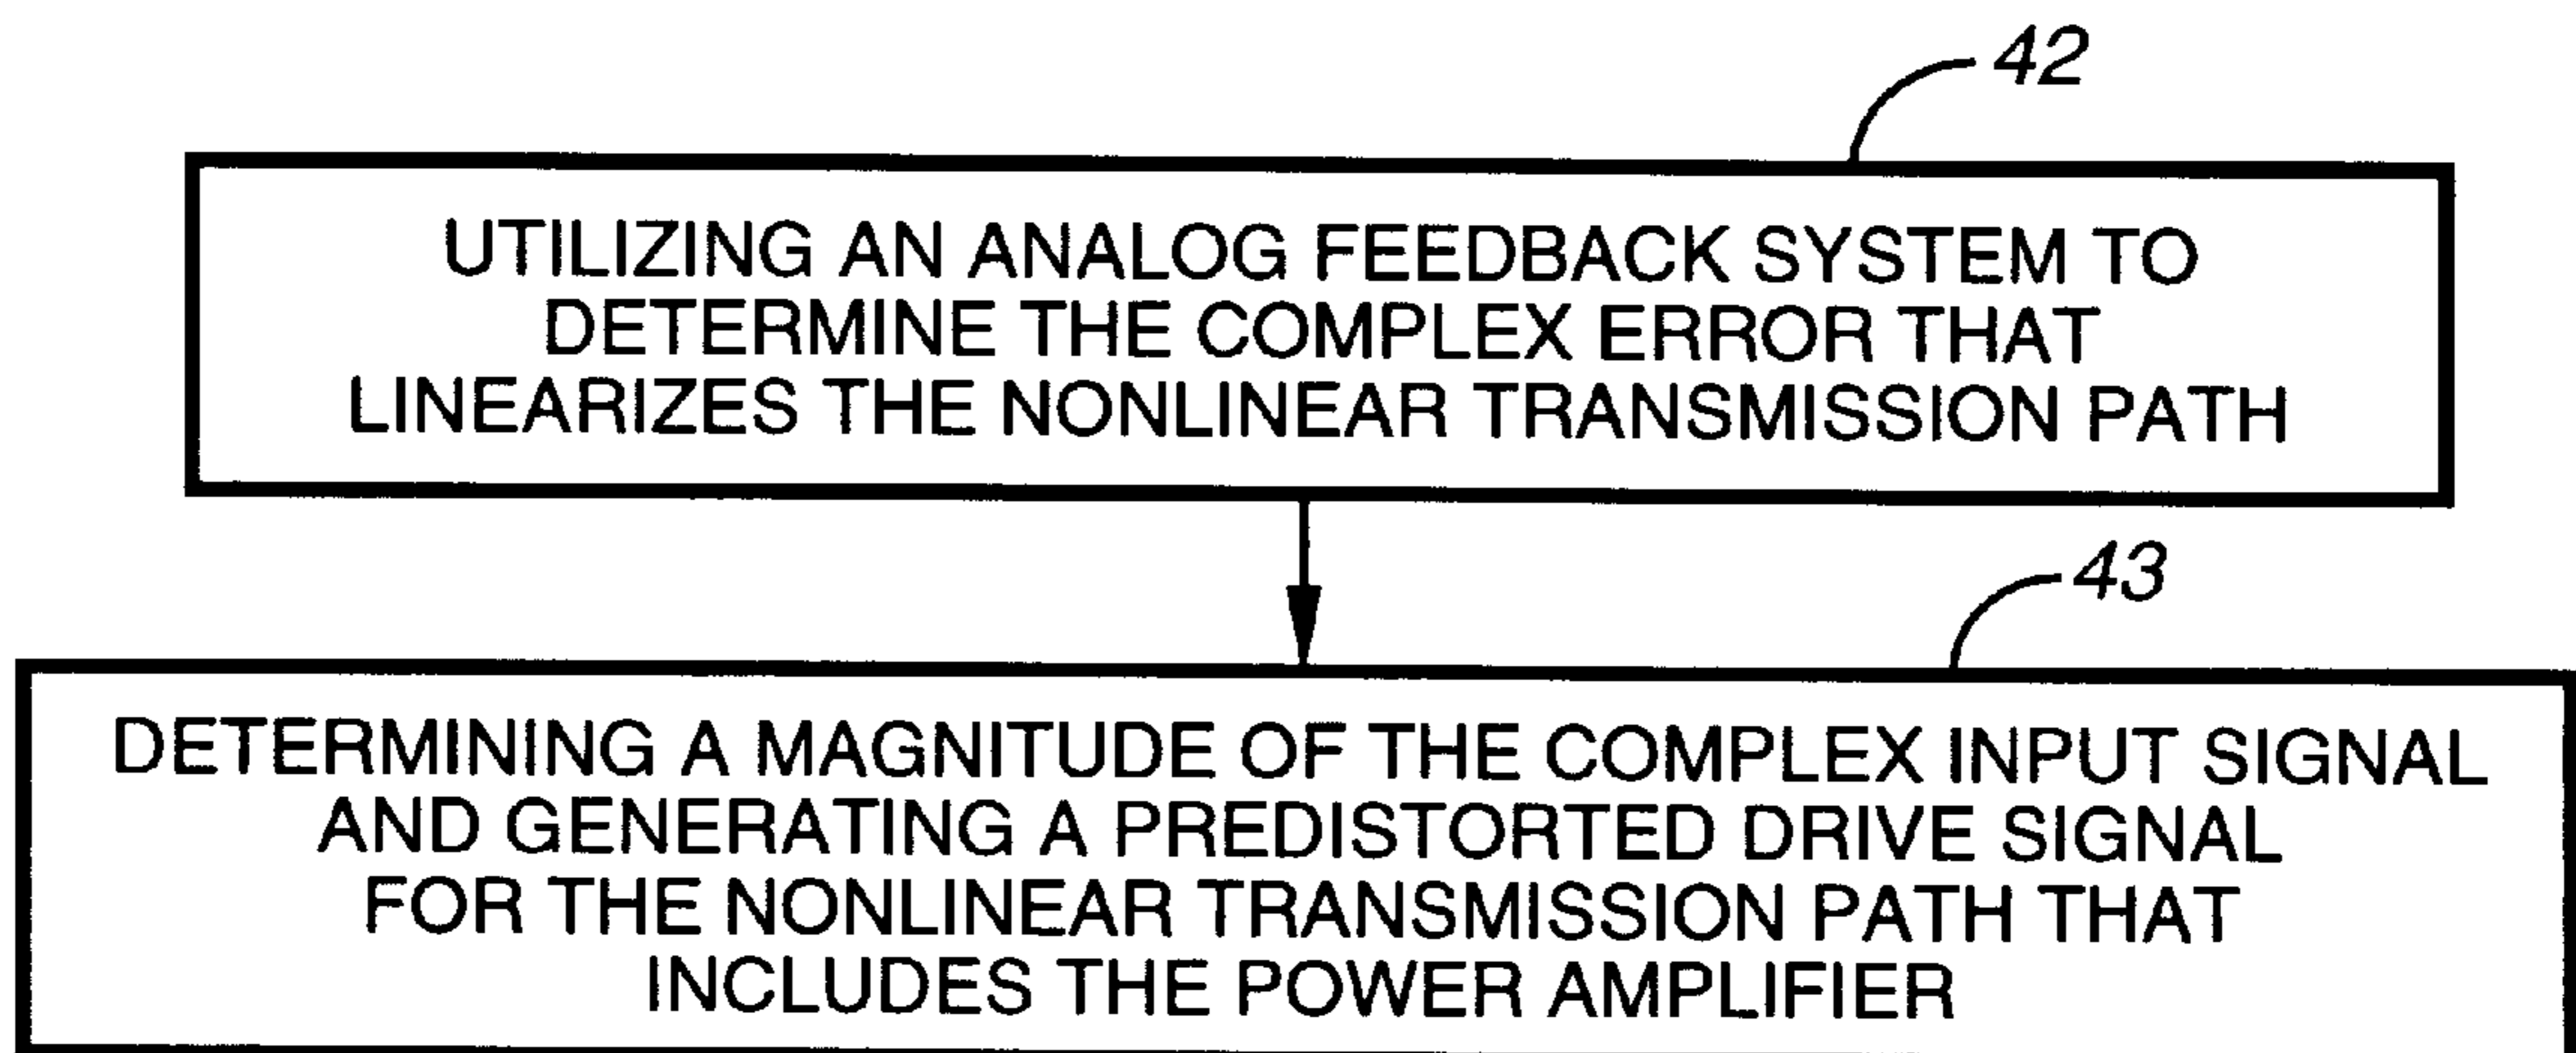 42
UTILIZING AN ANALOG FEEDBACK SYSTEM TO
DETERMINE THE COMPLEX ERROR THAT
LINEARIZES THE NONLINEAR TRANSMISSION PATH
43
DETERMINING A MAGNITUDE OF THE COMPLEX INPUT SIGNAL
AND GENERATING A PREDISTORTED DRIVE SIGNAL
FOR THE NONLINEAR TRANSMISSION PATH THAT
INCLUDES THE POWER AMPLIFIER